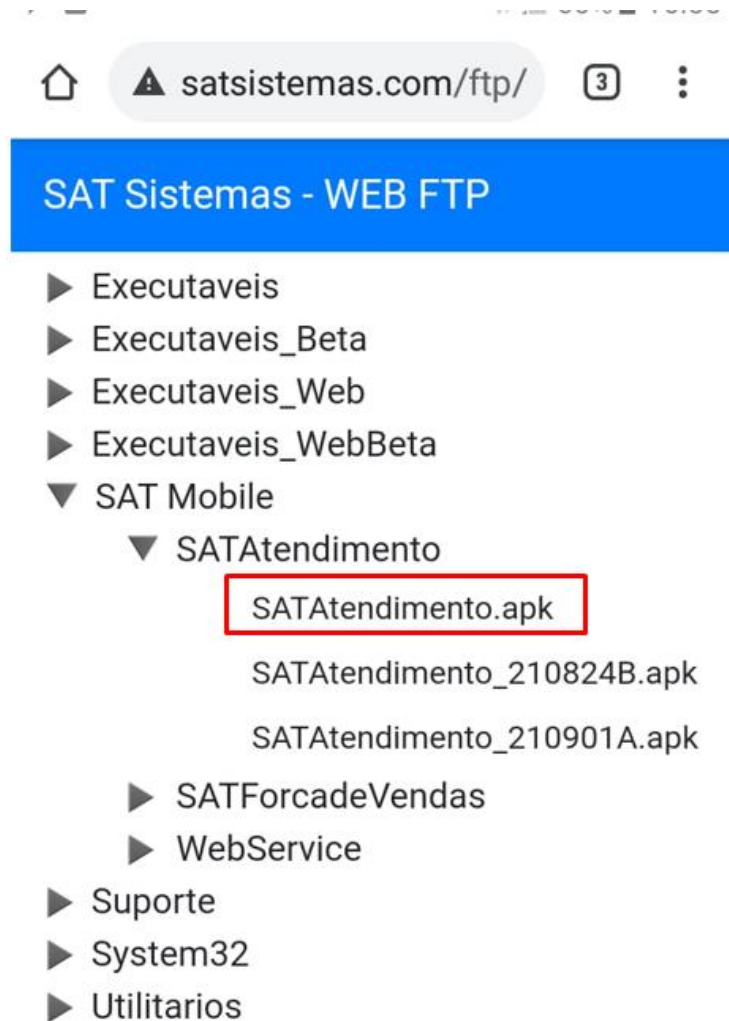 satsistemas.com/ftp/ 3
SAT Sistemas - WEB FTP
Executaveis
Executaveis_Beta
Executaveis_Web
Executaveis_WebBeta
SAT Mobile
SATAtendimento
SATAtendimento.apk
SATAtendimento_210824B.apk
SATAtendimento_210901A.apk
SATForcadeVendas
WebService
Suporte
System32
Utilitarios